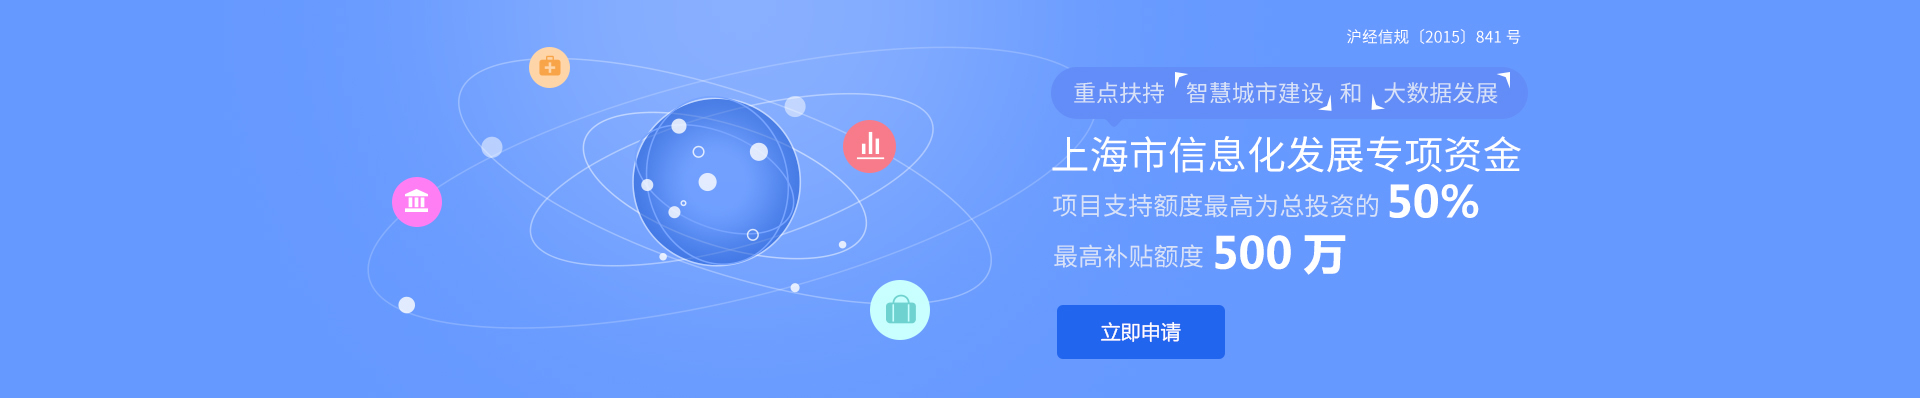 沪经信规〔2015〕841 号
重点扶持「智慧城市建设」和「大数据发展
上海市信息化发展专项资金
项目支持额度最高为总投资的 50%
最高补贴额度 500 万
立即申请